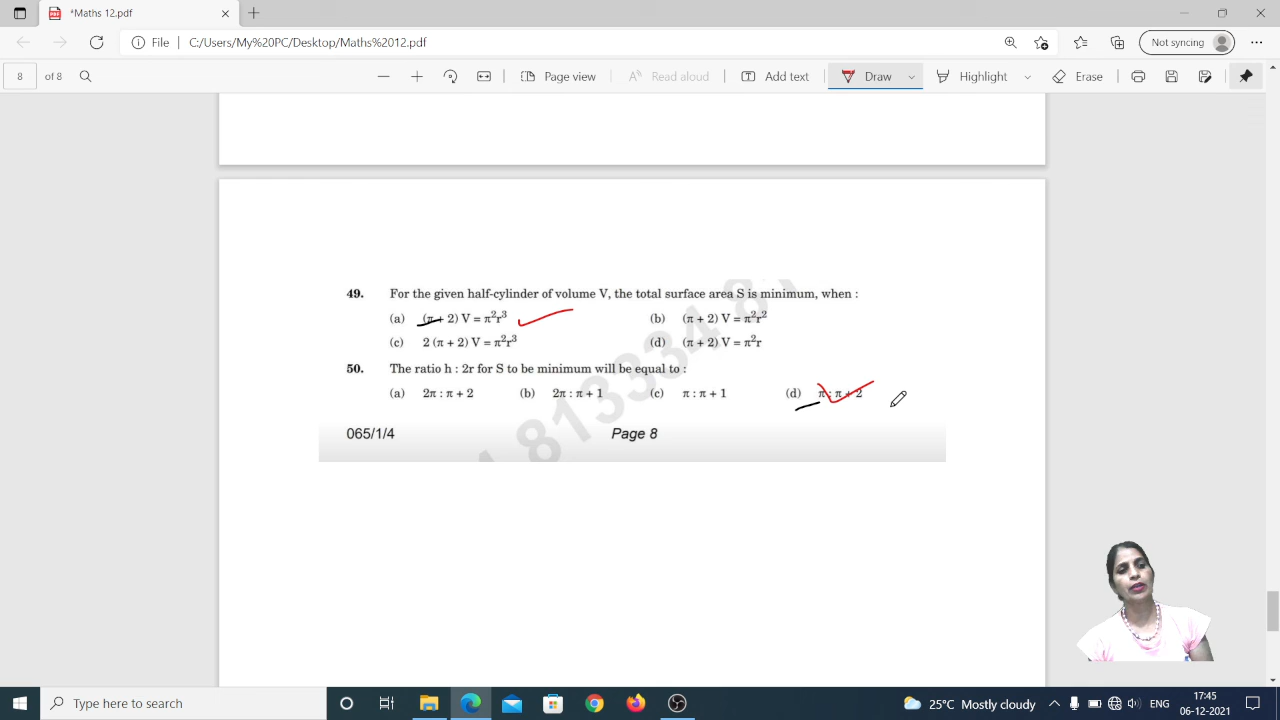 *Maths 12.pdf
File C:/Users/My%20PC/Desktop/Maths%2012.pdf Not syncing
8 of 8 Page view Read aloud Add text Draw Highlight Erase
49. For the given half-cylinder of volume V, the total surface area S is minimum, when :
(a) (π + 2) V = π²r³ (b) (π + 2) V = π²r²
(c) 2 (π + 2) V = π²r³ (d) (π + 2) V = π²r
50. The ratio h : 2r for S to be minimum will be equal to :
(a) 2π : π + 2 (b) 2π : π + 1 (c) π : π + 1 (d) π : π + 2
065/1/4 Page 8
Type here to search 25°C Mostly cloudy ENG 17:45
06-12-2021